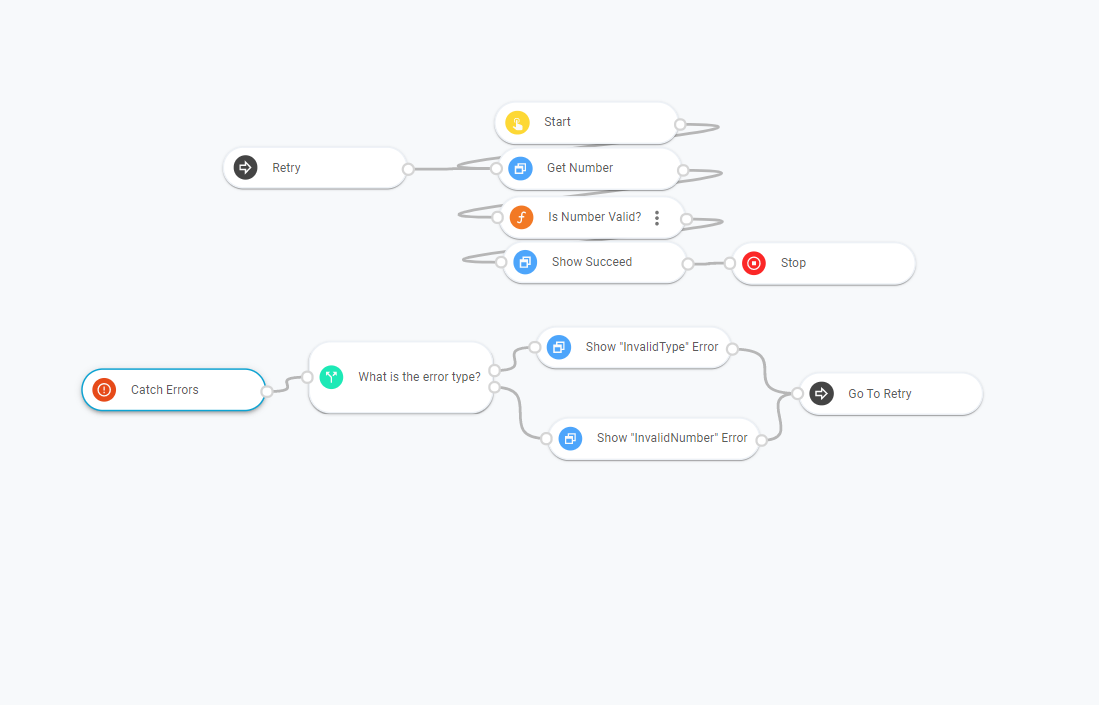 Start
Retry
Get Number
Is Number Valid?
Show Succeed
Stop
Show "InvalidType" Error
What is the error type?
Catch Errors
Go To Retry
Show "InvalidNumber" Error